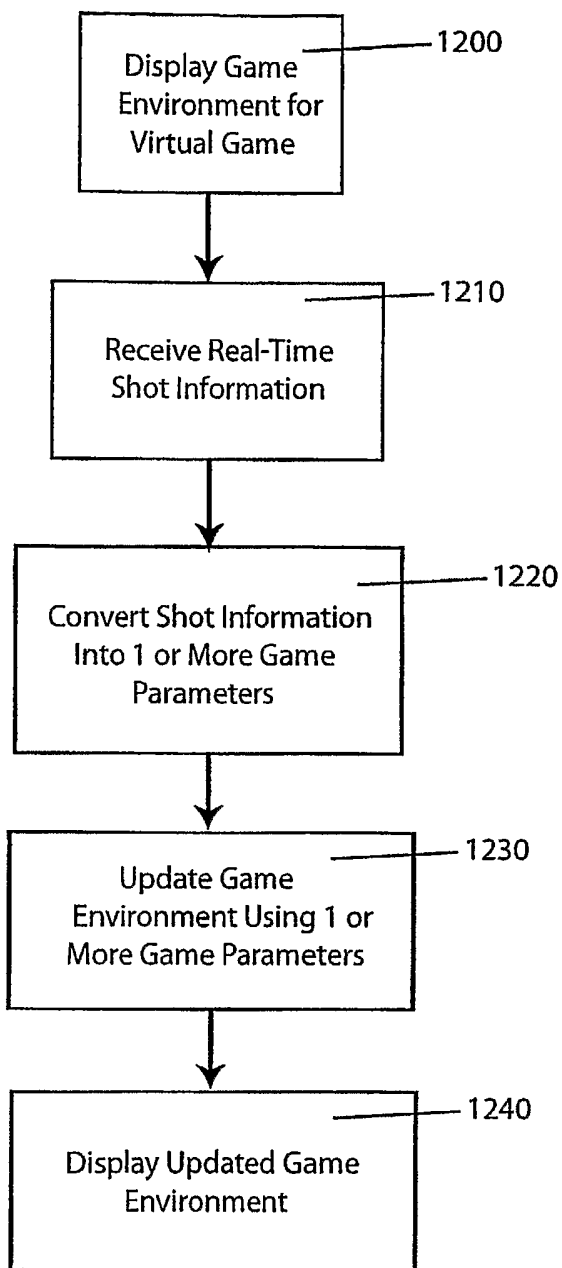 1200
Display Game
Environment for
Virtual Game
1210
Receive Real-Time
Shot Information
1220
Convert Shot Information
Into 1 or More Game
Parameters
1230
Update Game
Environment Using 1 or
More Game Parameters
1240
Display Updated Game
Environment